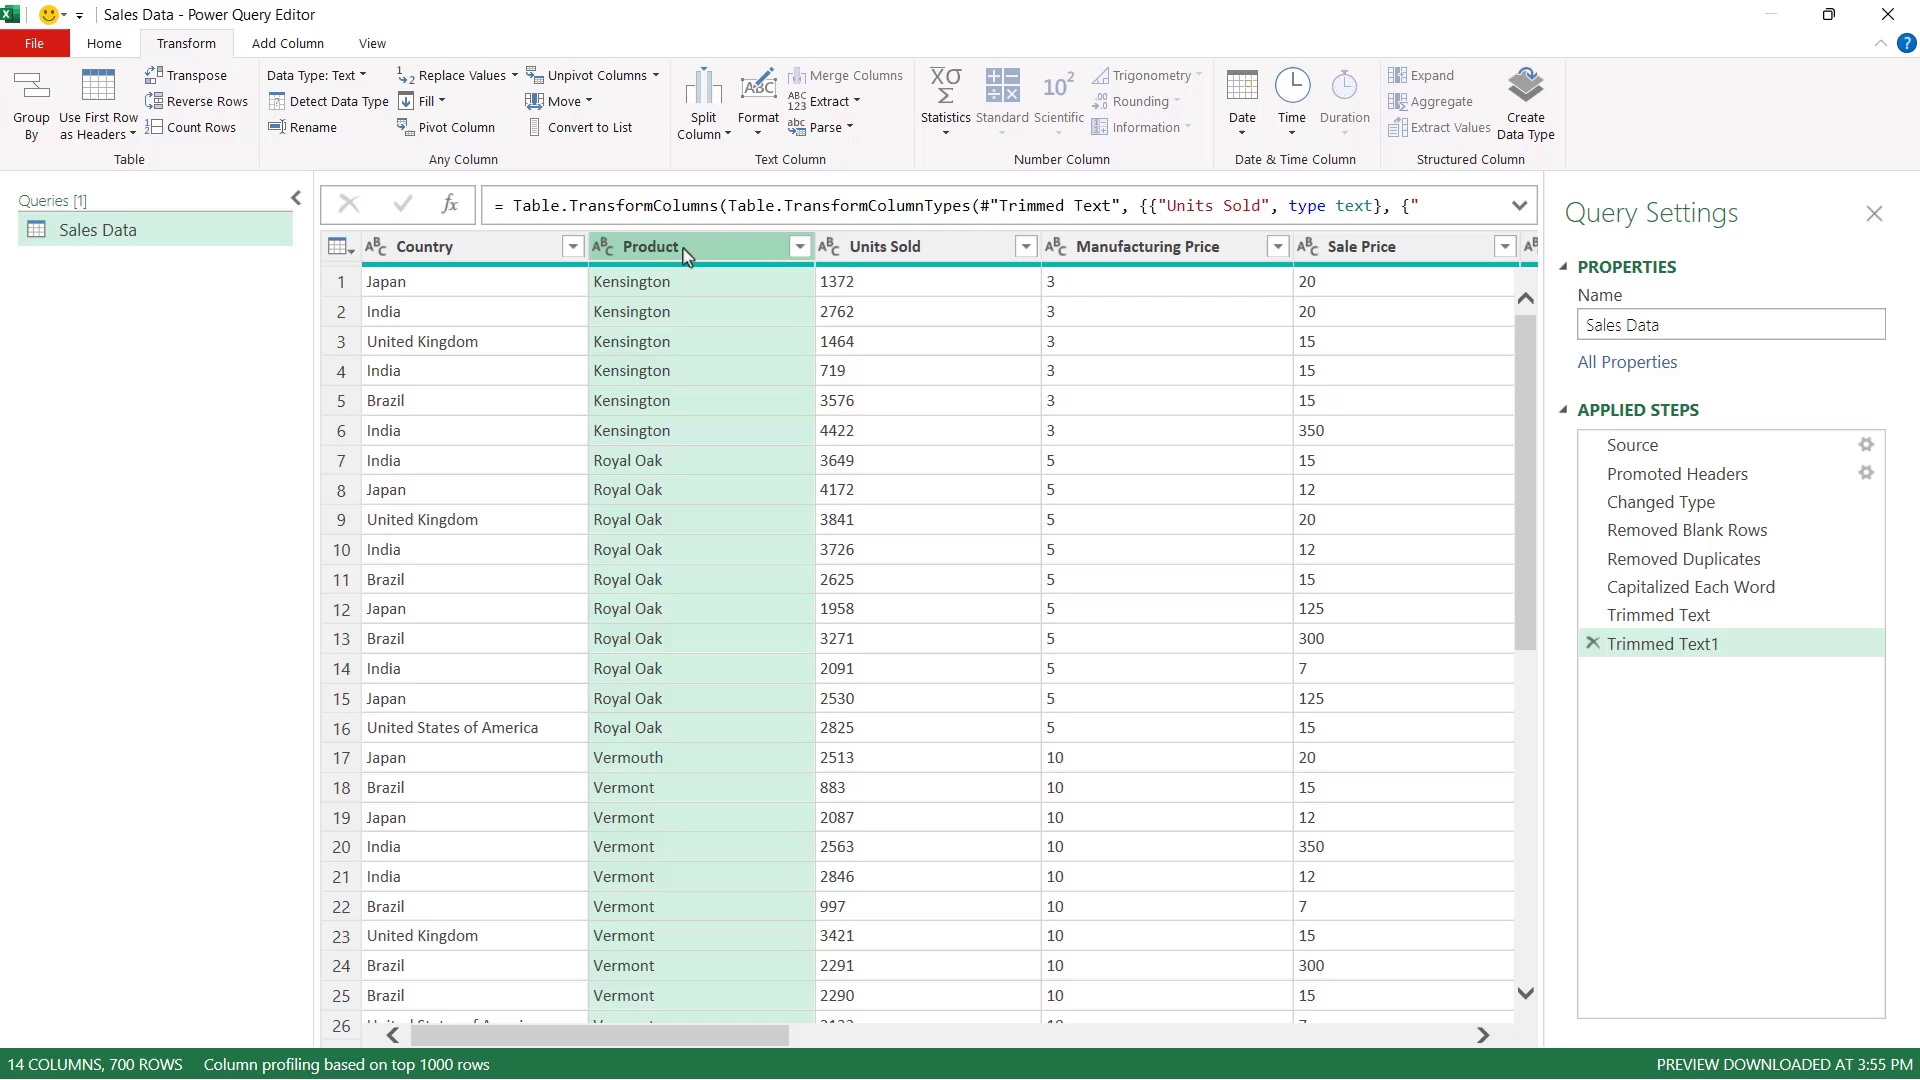 Sales Data - Power Query Editor
File Home Transform Add Column View
Transpose
Reverse Rows
Count Rows
Group By
Use First Row as Headers
Table
Data Type: Text
Detect Data Type
Rename
Replace Values
Fill
Pivot Column
Unpivot Columns
Move
Convert to List
Any Column
Split Column
Format
Merge Columns
Extract
Parse
Text Column
Statistics
Standard
Scientific
Trigonometry
Rounding
Information
Number Column
Date
Time
Duration
Date & Time Column
Expand
Aggregate
Extract Values
Create Data Type
Structured Column
Queries [1]
Sales Data
= Table.TransformColumns(Table.TransformColumnTypes(#"Trimmed Text", {{"Units Sold", type text}, {"
Country Product Units Sold Manufacturing Price Sale Price
1 Japan Kensington 1372 3 20
2 India Kensington 2762 3 20
3 United Kingdom Kensington 1464 3 15
4 India Kensington 719 3 15
5 Brazil Kensington 3576 3 15
6 India Kensington 4422 3 350
7 India Royal Oak 3649 5 15
8 Japan Royal Oak 4172 5 12
9 United Kingdom Royal Oak 3841 5 20
10 India Royal Oak 3726 5 12
11 Brazil Royal Oak 2625 5 15
12 Japan Royal Oak 1958 5 125
13 Brazil Royal Oak 3271 5 300
14 India Royal Oak 2091 5 7
15 Japan Royal Oak 2530 5 125
16 United States of America Royal Oak 2825 5 15
17 Japan Vermouth 2513 10 20
18 Brazil Vermont 883 10 15
19 Japan Vermont 2087 10 12
20 India Vermont 2563 10 350
21 India Vermont 2846 10 12
22 Brazil Vermont 997 10 7
23 United Kingdom Vermont 3421 10 15
24 Brazil Vermont 2291 10 300
25 Brazil Vermont 2290 10 15
26
Query Settings
PROPERTIES
Name
Sales Data
All Properties
APPLIED STEPS
Source
Promoted Headers
Changed Type
Removed Blank Rows
Removed Duplicates
Capitalized Each Word
Trimmed Text
Trimmed Text1
14 COLUMNS, 700 ROWS Column profiling based on top 1000 rows
PREVIEW DOWNLOADED AT 3:55 PM